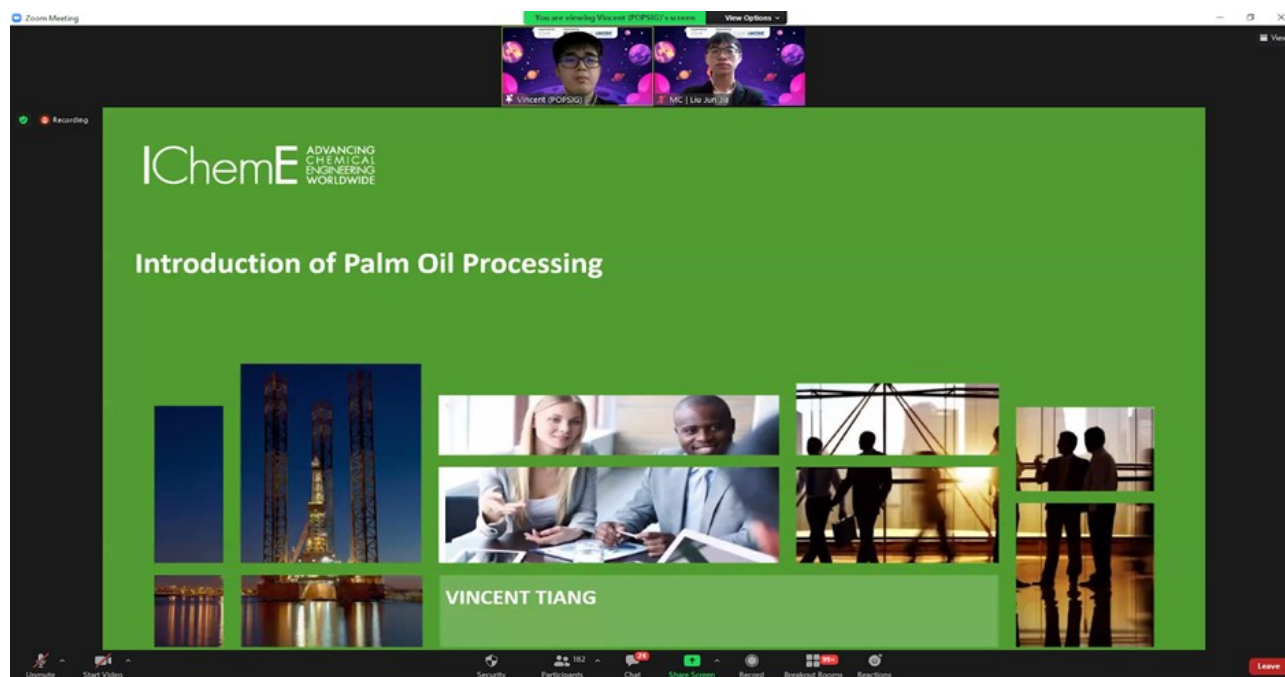 Zoom Meeting
You are viewing Vincent (POPSIG)'s screen
View Options
View
Vincent (POPSIG)
MC | Liu Jun Jie
Recording
IChemE
ADVANCING
CHEMICAL
ENGINEERING
WORLDWIDE
Introduction of Palm Oil Processing
VINCENT TIANG
Unmute
Start Video
Security
182
Participants
24
Chat
Share Screen
Record
99+
Breakout Rooms
Reactions
Leave